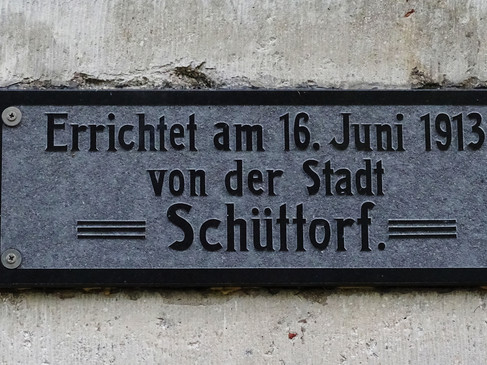 Errichtet am 16. Juni 1913
von der Stadt
Schüttorf.